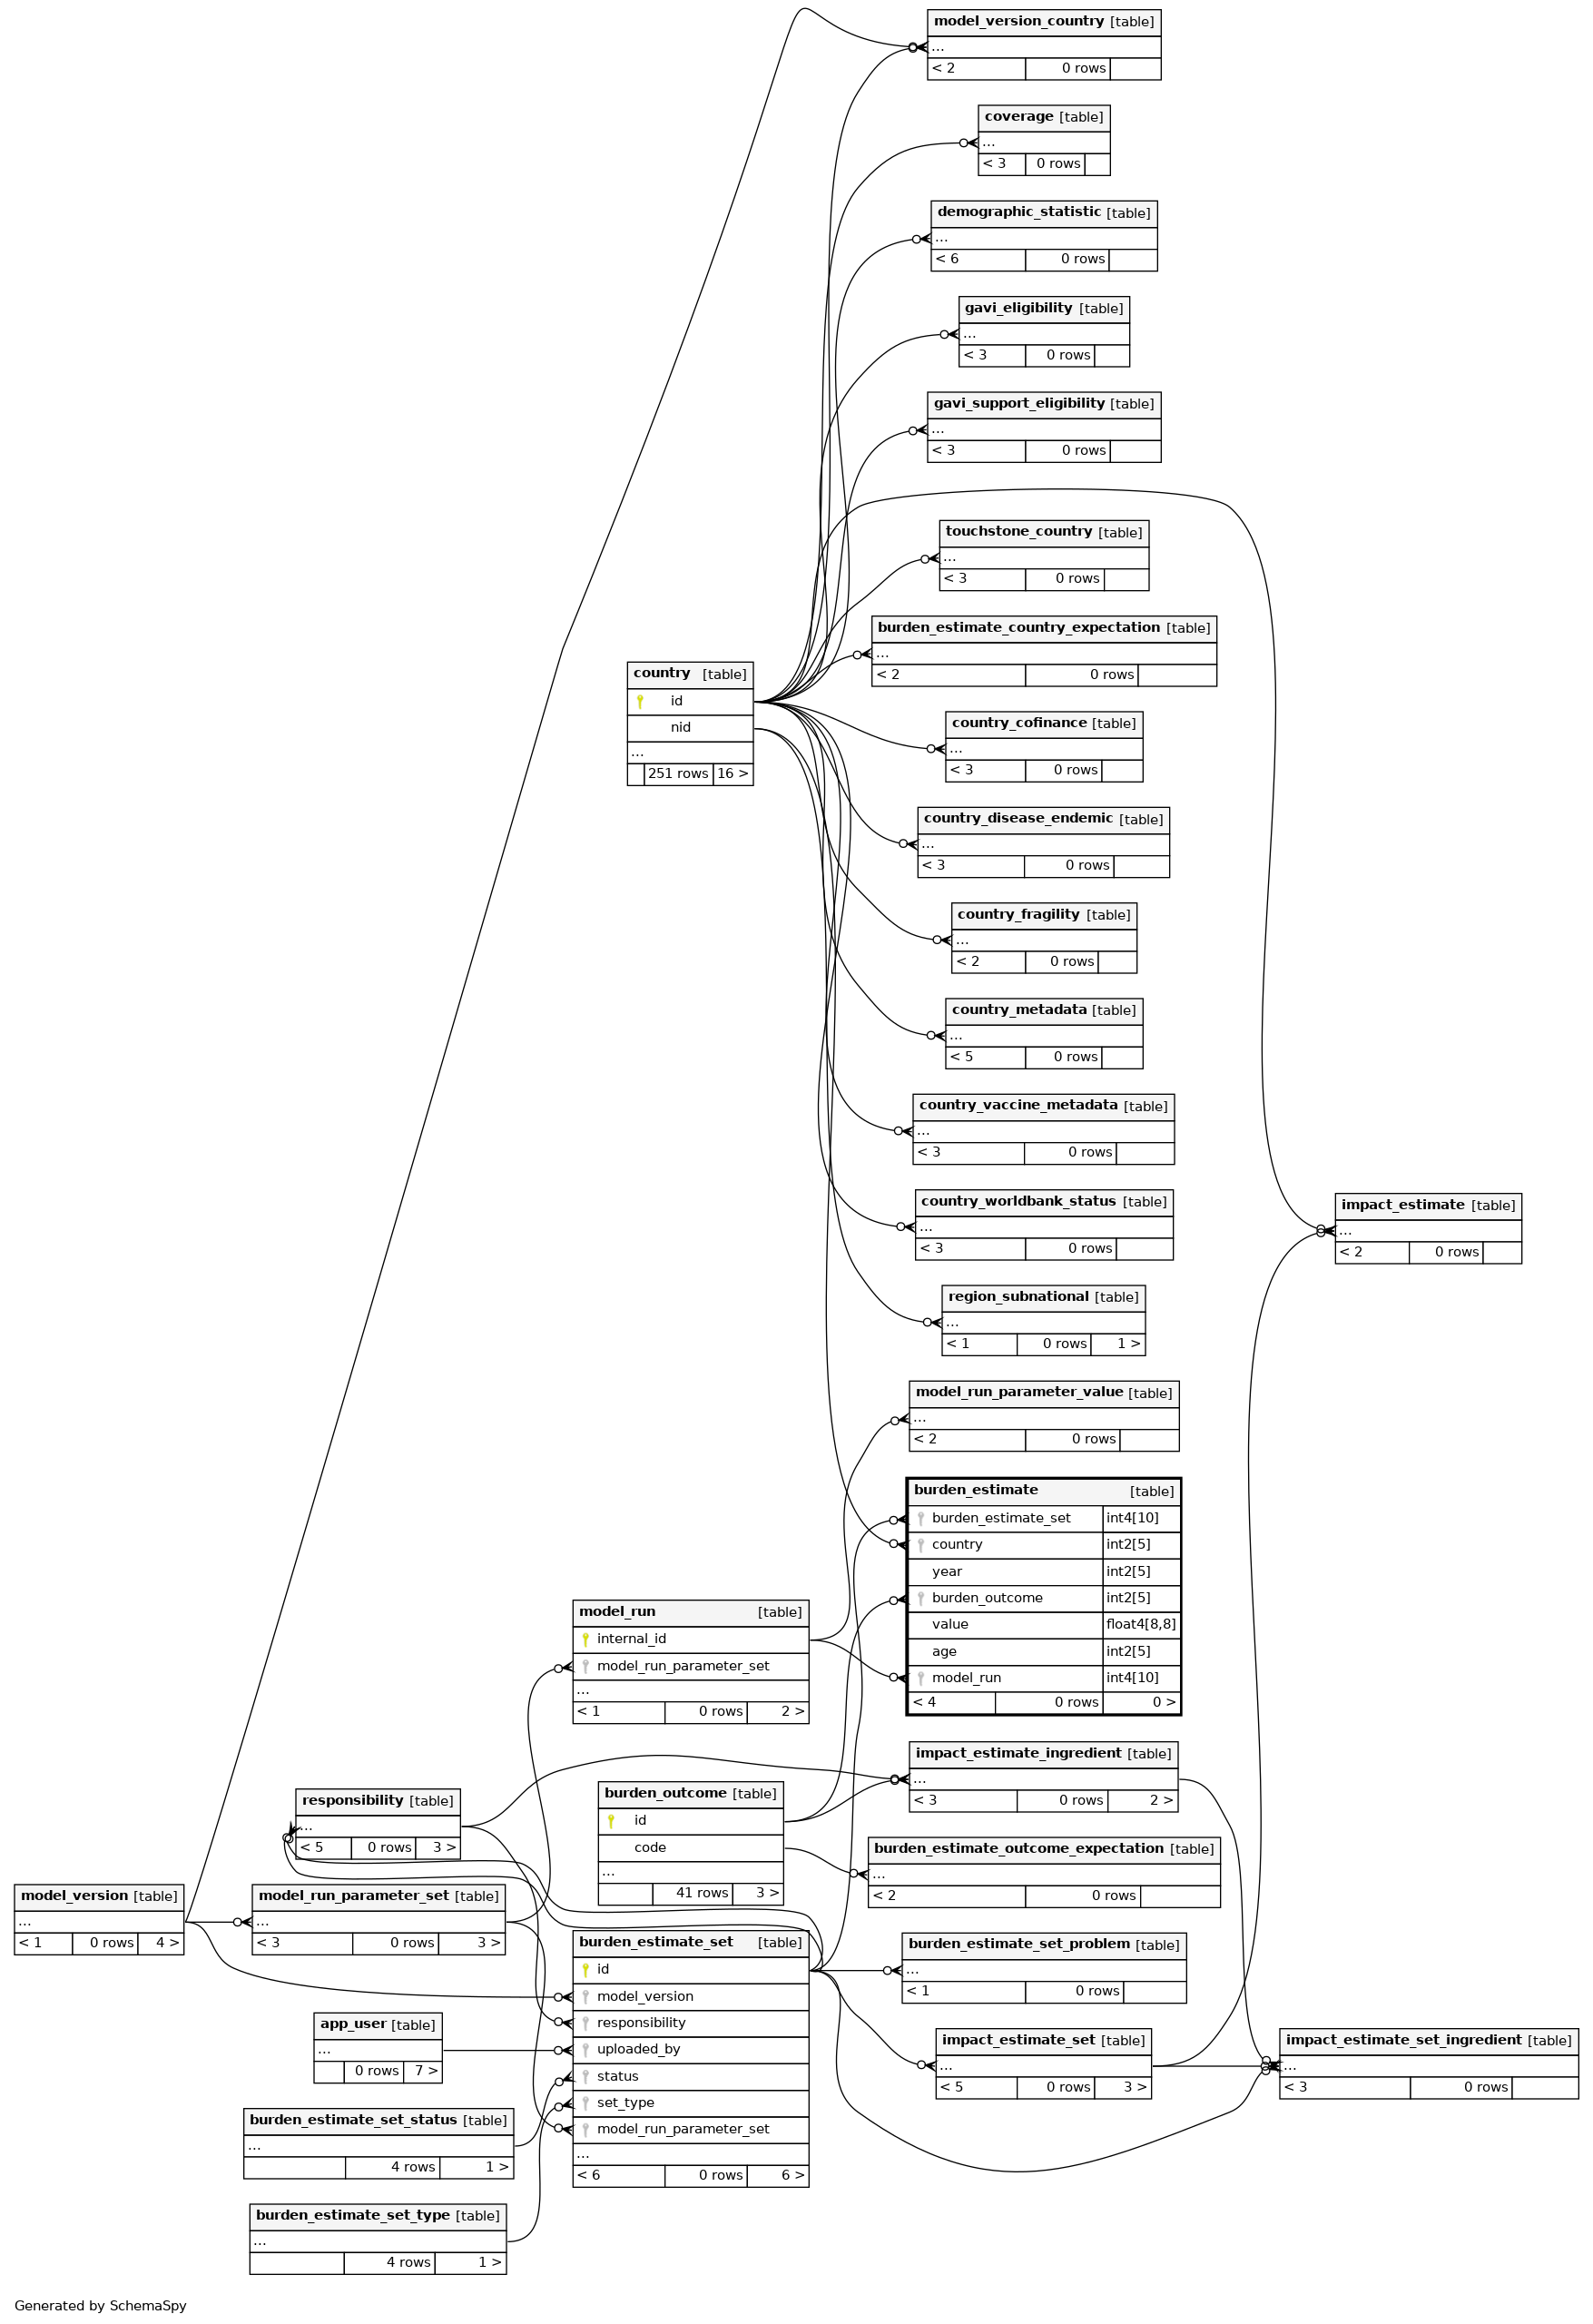 model_version_country [table]
...
< 2 0 rows
coverage [table]
...
< 3 0 rows
demographic_statistic [table]
...
< 6 0 rows
gavi_eligibility [table]
...
< 3 0 rows
gavi_support_eligibility [table]
...
< 3 0 rows
touchstone_country [table]
...
< 3 0 rows
burden_estimate_country_expectation [table]
...
< 2 0 rows
country [table]
id
nid
...
251 rows 16 >
country_cofinance [table]
...
< 3 0 rows
country_disease_endemic [table]
...
< 3 0 rows
country_fragility [table]
...
< 2 0 rows
country_metadata [table]
...
< 5 0 rows
country_vaccine_metadata [table]
...
< 3 0 rows
country_worldbank_status [table]
...
< 3 0 rows
impact_estimate [table]
...
< 2 0 rows
region_subnational [table]
...
< 1 0 rows 1 >
model_run_parameter_value [table]
...
< 2 0 rows
burden_estimate [table]
burden_estimate_set int4[10]
country int2[5]
year int2[5]
burden_outcome int2[5]
value float4[8,8]
age int2[5]
model_run int4[10]
< 4 0 rows 0 >
model_run [table]
internal_id
model_run_parameter_set
...
< 1 0 rows 2 >
impact_estimate_ingredient [table]
...
< 3 0 rows 2 >
responsibility [table]
...
< 5 0 rows 3 >
burden_outcome [table]
id
code
...
41 rows 3 >
burden_estimate_outcome_expectation [table]
...
< 2 0 rows
model_version [table]
...
< 1 0 rows 4 >
model_run_parameter_set [table]
...
< 3 0 rows 3 >
burden_estimate_set [table]
id
model_version
responsibility
uploaded_by
status
set_type
model_run_parameter_set
...
< 6 0 rows 6 >
burden_estimate_set_problem [table]
...
< 1 0 rows
app_user [table]
...
0 rows 7 >
impact_estimate_set [table]
...
< 5 0 rows 3 >
impact_estimate_set_ingredient [table]
...
< 3 0 rows
burden_estimate_set_status [table]
...
4 rows 1 >
burden_estimate_set_type [table]
...
4 rows 1 >
Generated by SchemaSpy